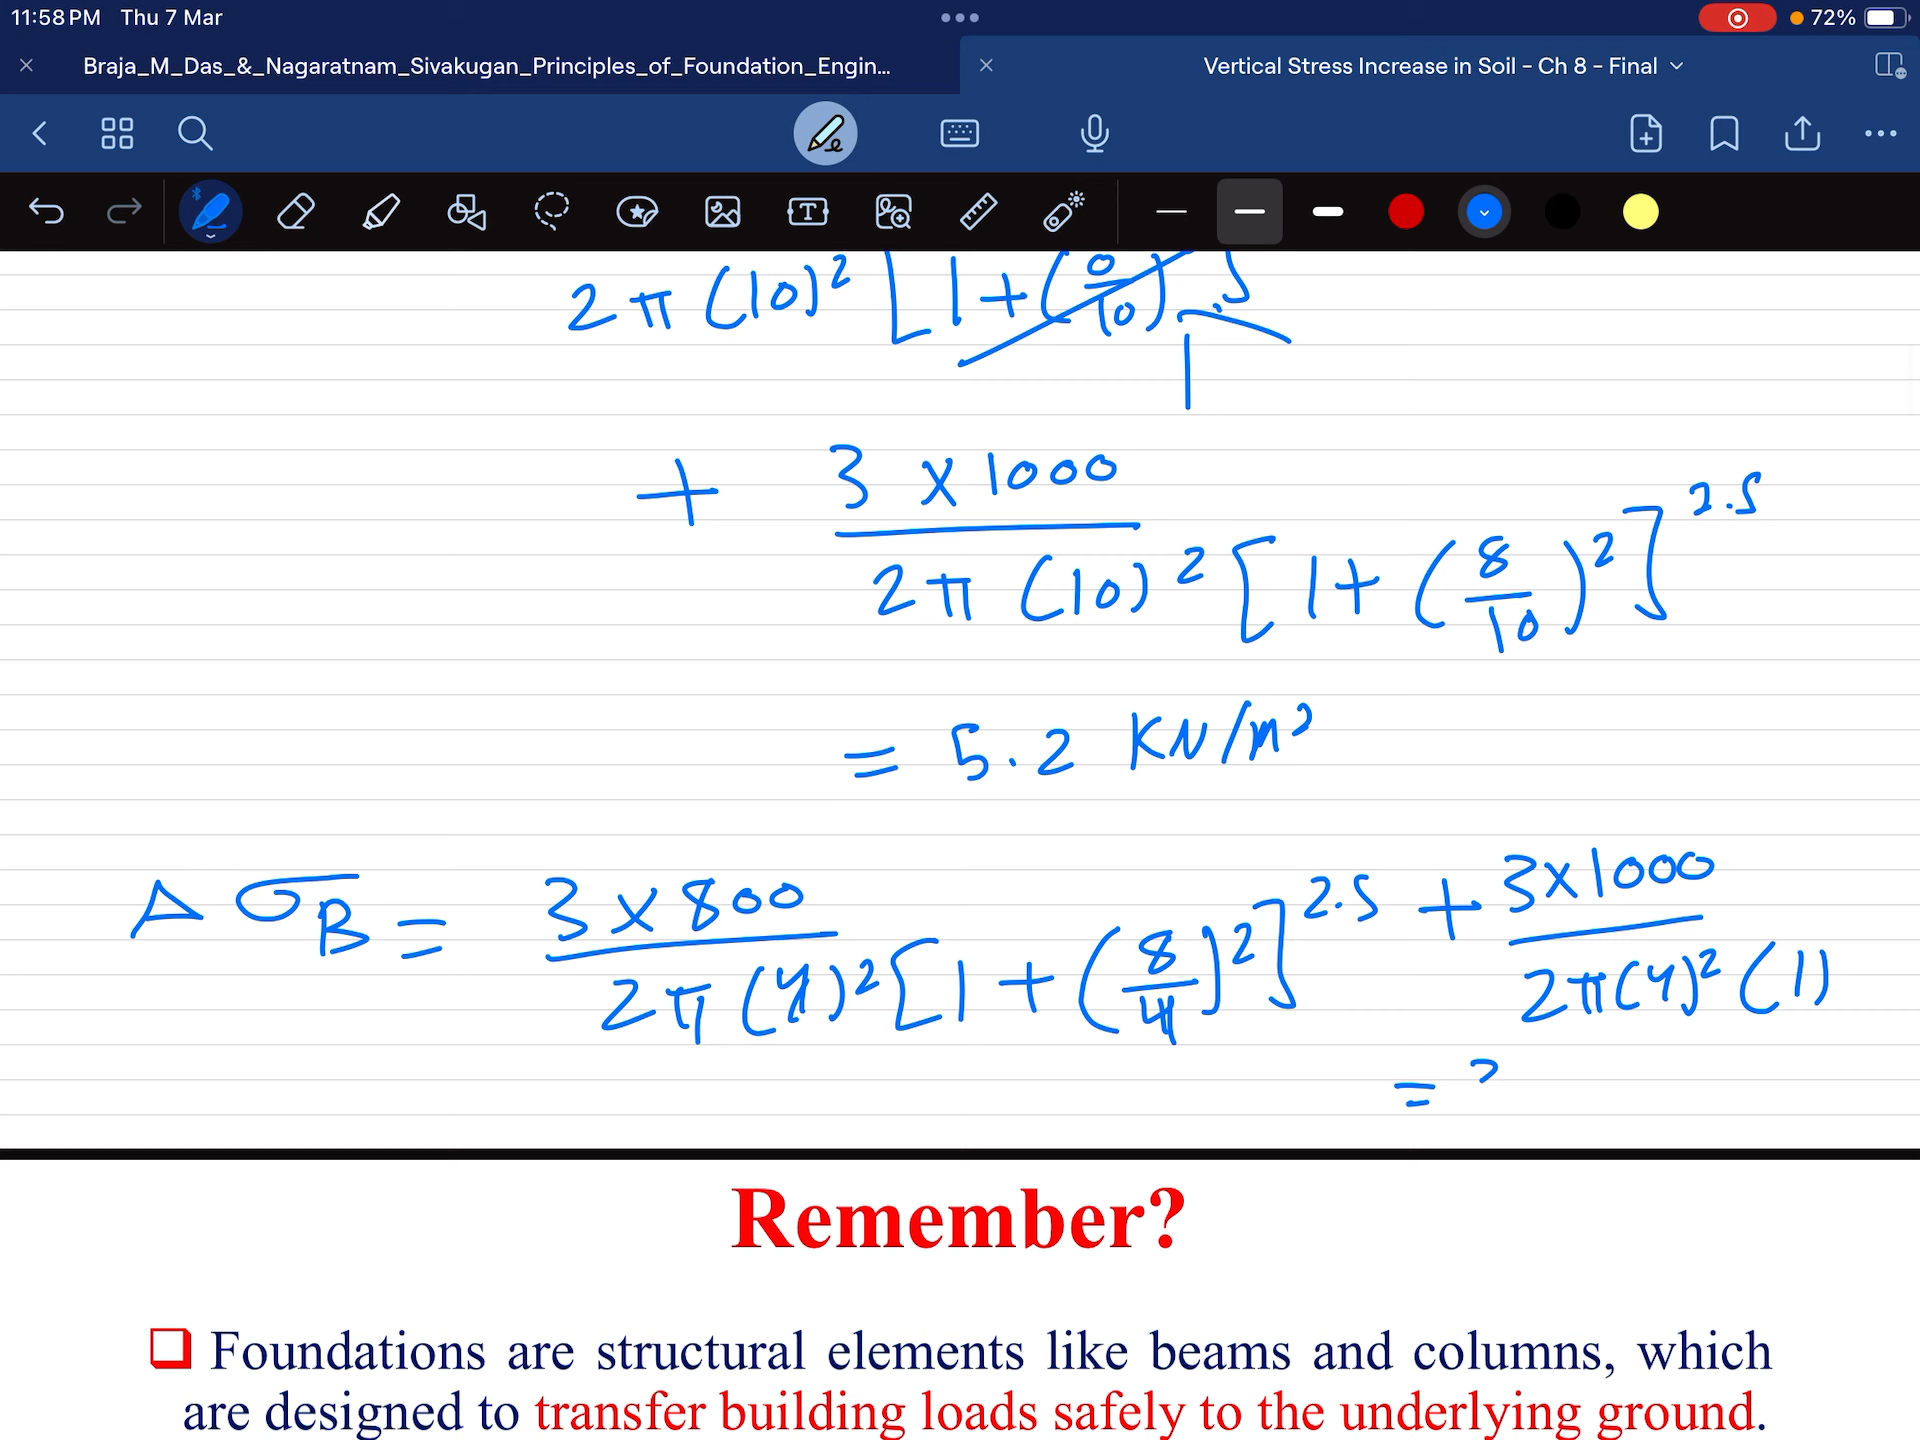 11:58 PM Thu 7 Mar 72%
Braja_M_Das_&_Nagaratnam_Sivakugan_Principles_of_Foundation_Engin... Vertical Stress Increase in Soil - Ch 8 - Final
2π (10)² [1+(0/10)
1
+ 3 x 1000 / 2π (10)² [1+ (8/10)²]^2.5
= 5.2 KN/m²
Δσ_B = 3 x 800 / 2π (4)² [1 + (8/4)²]^2.5 + 3x1000 / 2π(4)² (1)
=
Remember?
❑ Foundations are structural elements like beams and columns, which
are designed to transfer building loads safely to the underlying ground.